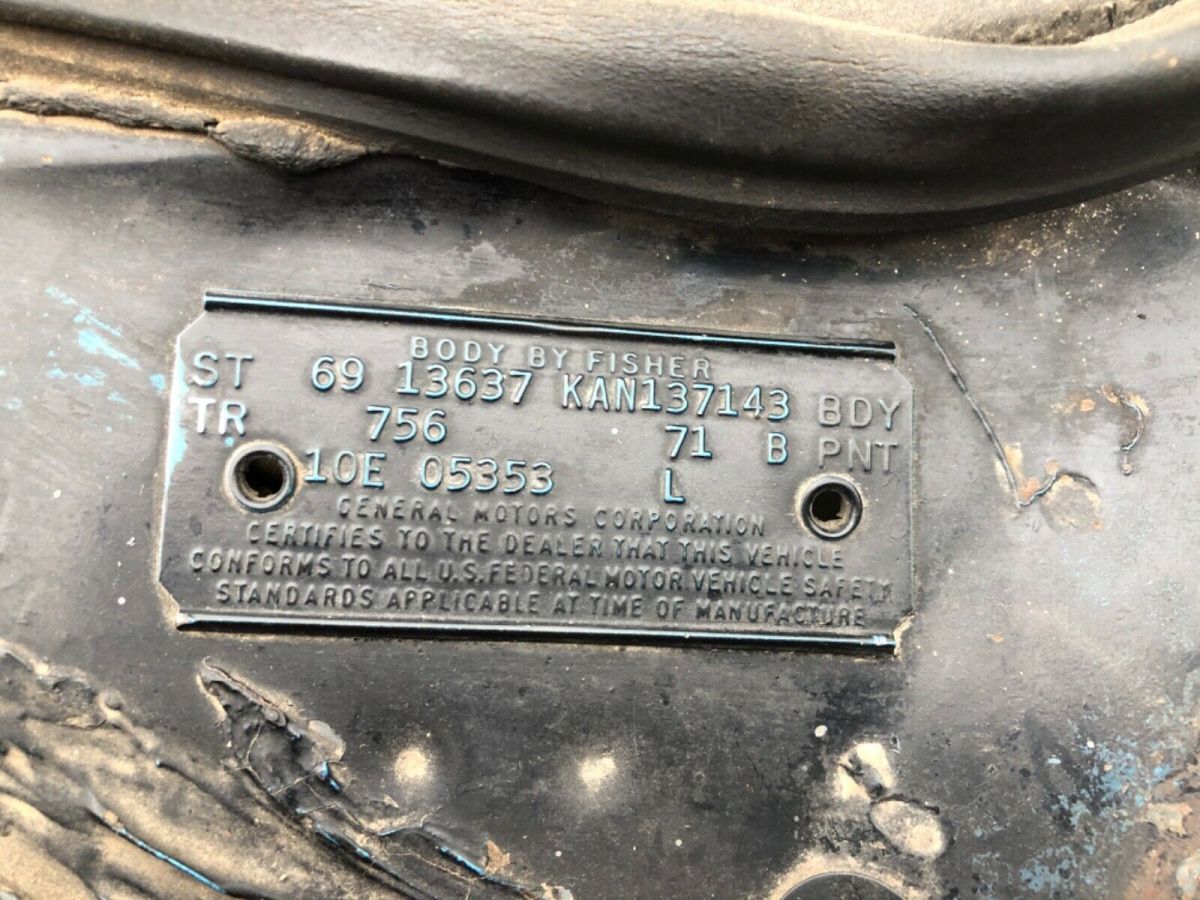 BODY BY FISHER
ST 69 13637 KAN137143 BDY
TR 756 71 B PNT
10E 05353 L
GENERAL MOTORS CORPORATION
CERTIFIES TO THE DEALER THAT THIS VEHICLE
CONFORMS TO ALL U.S. FEDERAL MOTOR VEHICLE SAFETY
STANDARDS APPLICABLE AT TIME OF MANUFACTURE